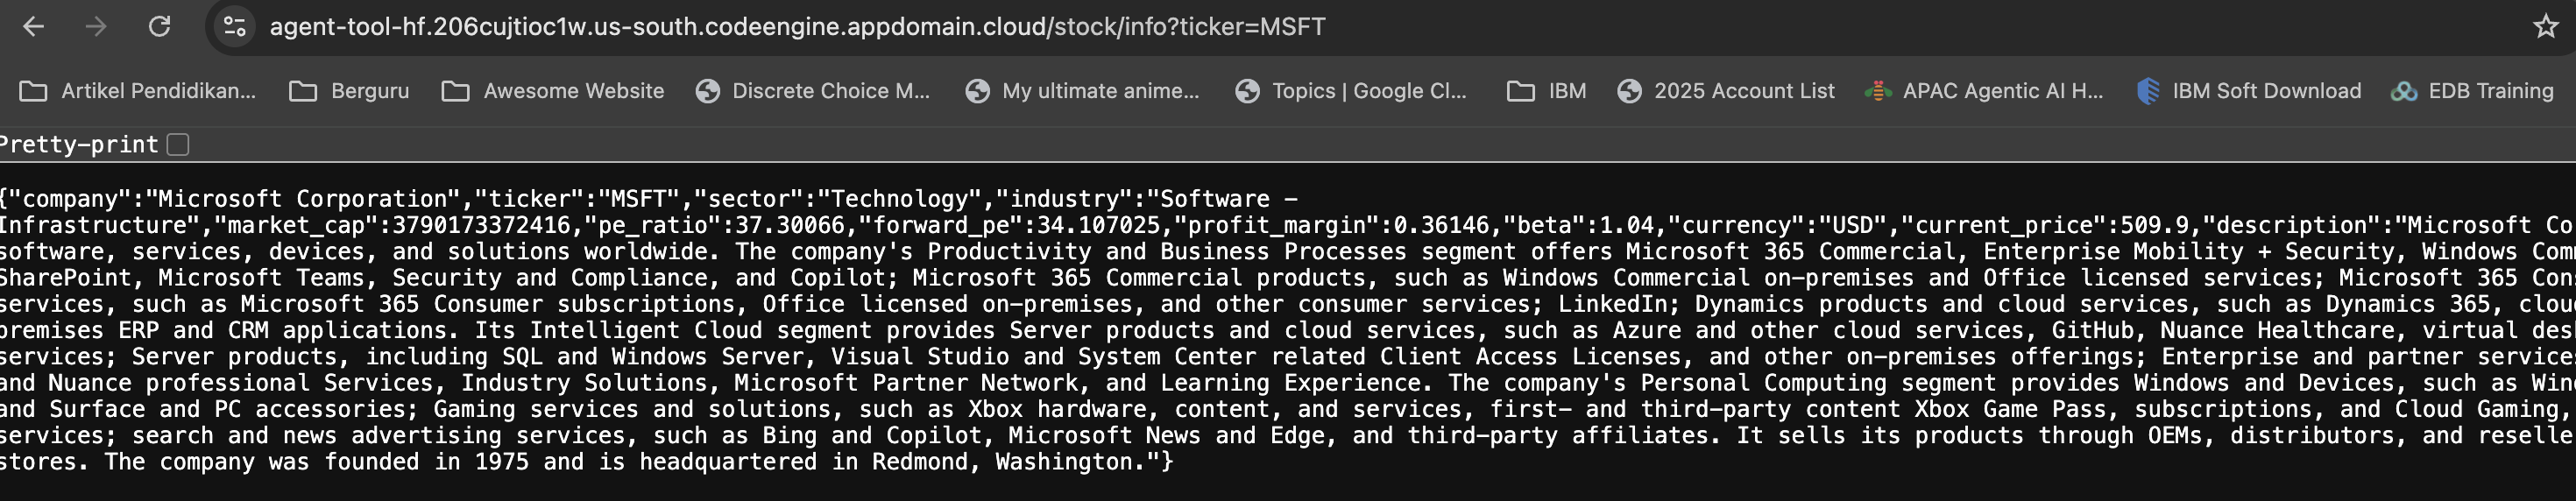 agent-tool-hf.206cujtioc1w.us-south.codeengine.appdomain.cloud/stock/info?ticker=MSFT
Artikel Pendidikan... Berguru Awesome Website Discrete Choice M... My ultimate anime... Topics | Google Cl... IBM 2025 Account List APAC Agentic AI H... IBM Soft Download EDB Training
Pretty-print
{"company":"Microsoft Corporation","ticker":"MSFT","sector":"Technology","industry":"Software -
Infrastructure","market_cap":3790173372416,"pe_ratio":37.30066,"forward_pe":34.107025,"profit_margin":0.36146,"beta":1.04,"currency":"USD","current_price":509.9,"description":"Microsoft Co
software, services, devices, and solutions worldwide. The company's Productivity and Business Processes segment offers Microsoft 365 Commercial, Enterprise Mobility + Security, Windows Com
SharePoint, Microsoft Teams, Security and Compliance, and Copilot; Microsoft 365 Commercial products, such as Windows Commercial on-premises and Office licensed services; Microsoft 365 Con
services, such as Microsoft 365 Consumer subscriptions, Office licensed on-premises, and other consumer services; LinkedIn; Dynamics products and cloud services, such as Dynamics 365, clou
premises ERP and CRM applications. Its Intelligent Cloud segment provides Server products and cloud services, such as Azure and other cloud services, GitHub, Nuance Healthcare, virtual des
services; Server products, including SQL and Windows Server, Visual Studio and System Center related Client Access Licenses, and other on-premises offerings; Enterprise and partner service
and Nuance professional Services, Industry Solutions, Microsoft Partner Network, and Learning Experience. The company's Personal Computing segment provides Windows and Devices, such as Win
and Surface and PC accessories; Gaming services and solutions, such as Xbox hardware, content, and services, first- and third-party content Xbox Game Pass, subscriptions, and Cloud Gaming,
services; search and news advertising services, such as Bing and Copilot, Microsoft News and Edge, and third-party affiliates. It sells its products through OEMs, distributors, and reselle
stores. The company was founded in 1975 and is headquartered in Redmond, Washington."}